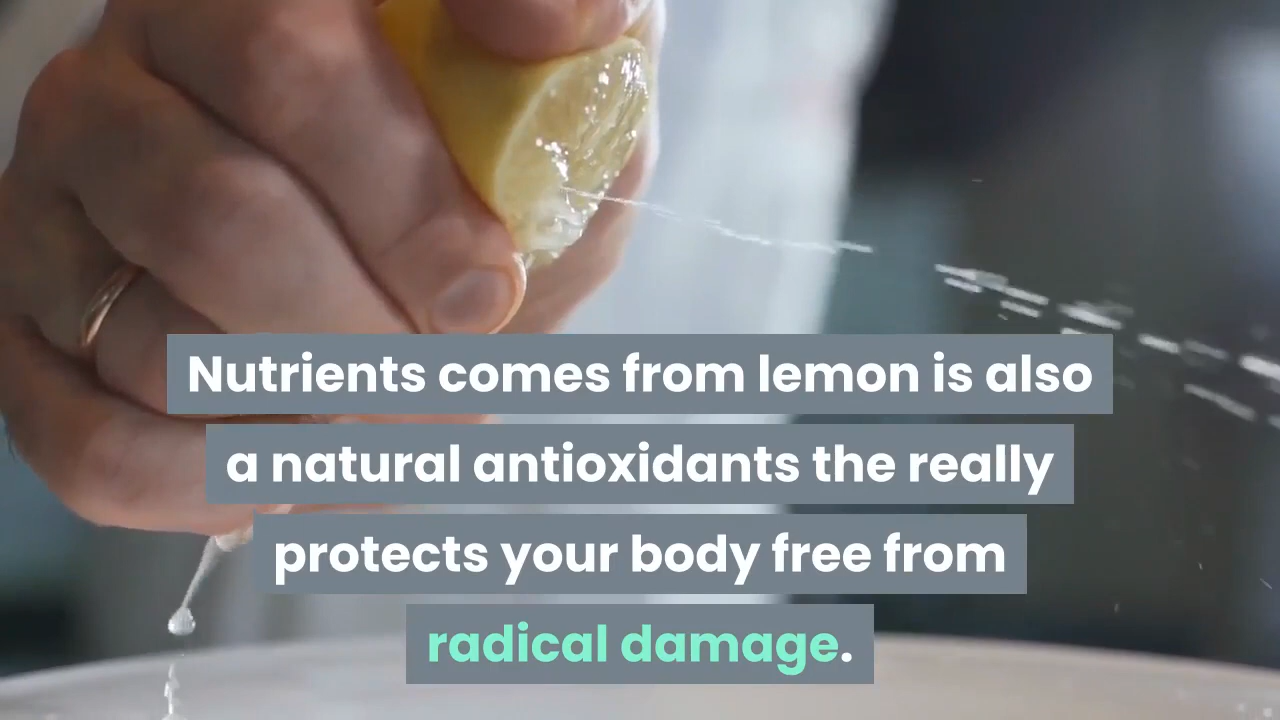 Nutrients comes from lemon is also
a natural antioxidants the really
protects your body free from
radical damage.